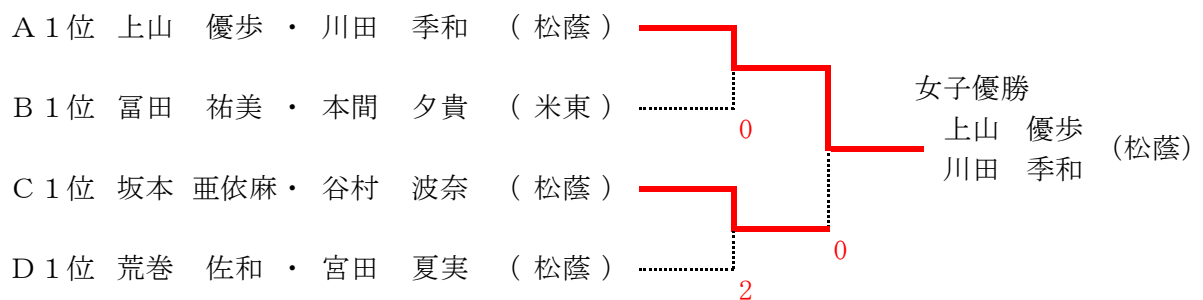 A1位 上山 優歩 ・ 川田 季和 (松蔭)
B1位 冨田 祐美 ・ 本間 夕貴 (米東)
0
C1位 坂本 亜依麻・ 谷村 波奈 (松蔭)
D1位 荒巻 佐和 ・ 宮田 夏実 (松蔭)
2
0
女子優勝
上山 優歩
川田 季和
(松蔭)